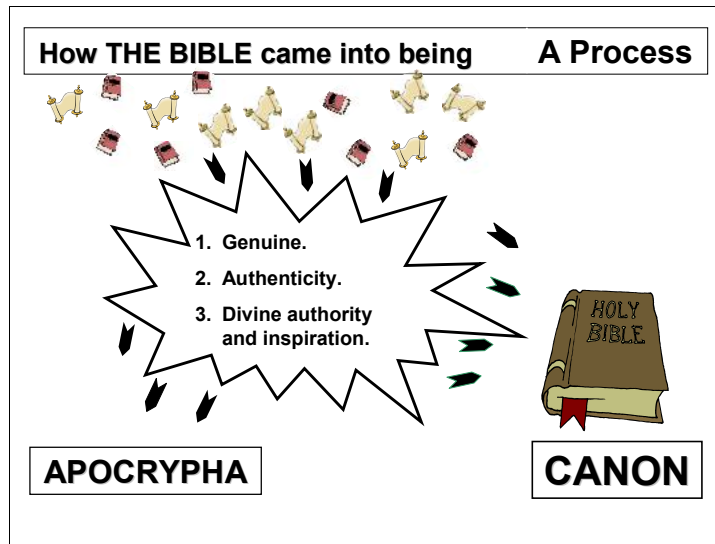 How THE BIBLE came into being A Process
1. Genuine.
2. Authenticity.
3. Divine authority
and inspiration.
HOLY
BIBLE
APOCRYPHA
CANON